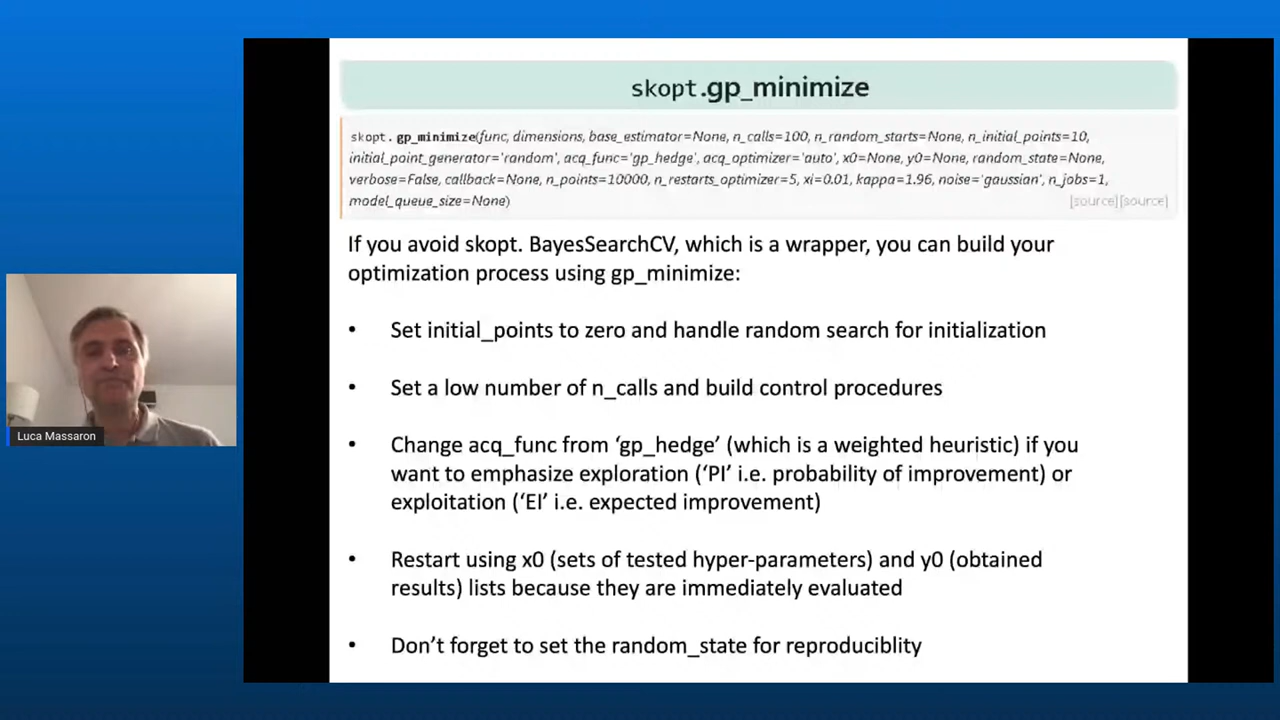 skopt.gp_minimize
skopt.gp_minimize(func, dimensions, base_estimator=None, n_calls=100, n_random_starts=None, n_initial_points=10,
initial_point_generator='random', acq_func='gp_hedge', acq_optimizer='auto', x0=None, y0=None, random_state=None,
verbose=False, callback=None, n_points=10000, n_restarts_optimizer=5, xi=0.01, kappa=1.96, noise='gaussian', n_jobs=1,
model_queue_size=None) [source][source]
If you avoid skopt. BayesSearchCV, which is a wrapper, you can build your
optimization process using gp_minimize:
• Set initial_points to zero and handle random search for initialization
• Set a low number of n_calls and build control procedures
• Change acq_func from ‘gp_hedge’ (which is a weighted heuristic) if you
want to emphasize exploration (‘PI’ i.e. probability of improvement) or
exploitation (‘EI’ i.e. expected improvement)
• Restart using x0 (sets of tested hyper-parameters) and y0 (obtained
results) lists because they are immediately evaluated
• Don’t forget to set the random_state for reproduciblity
Luca Massaron